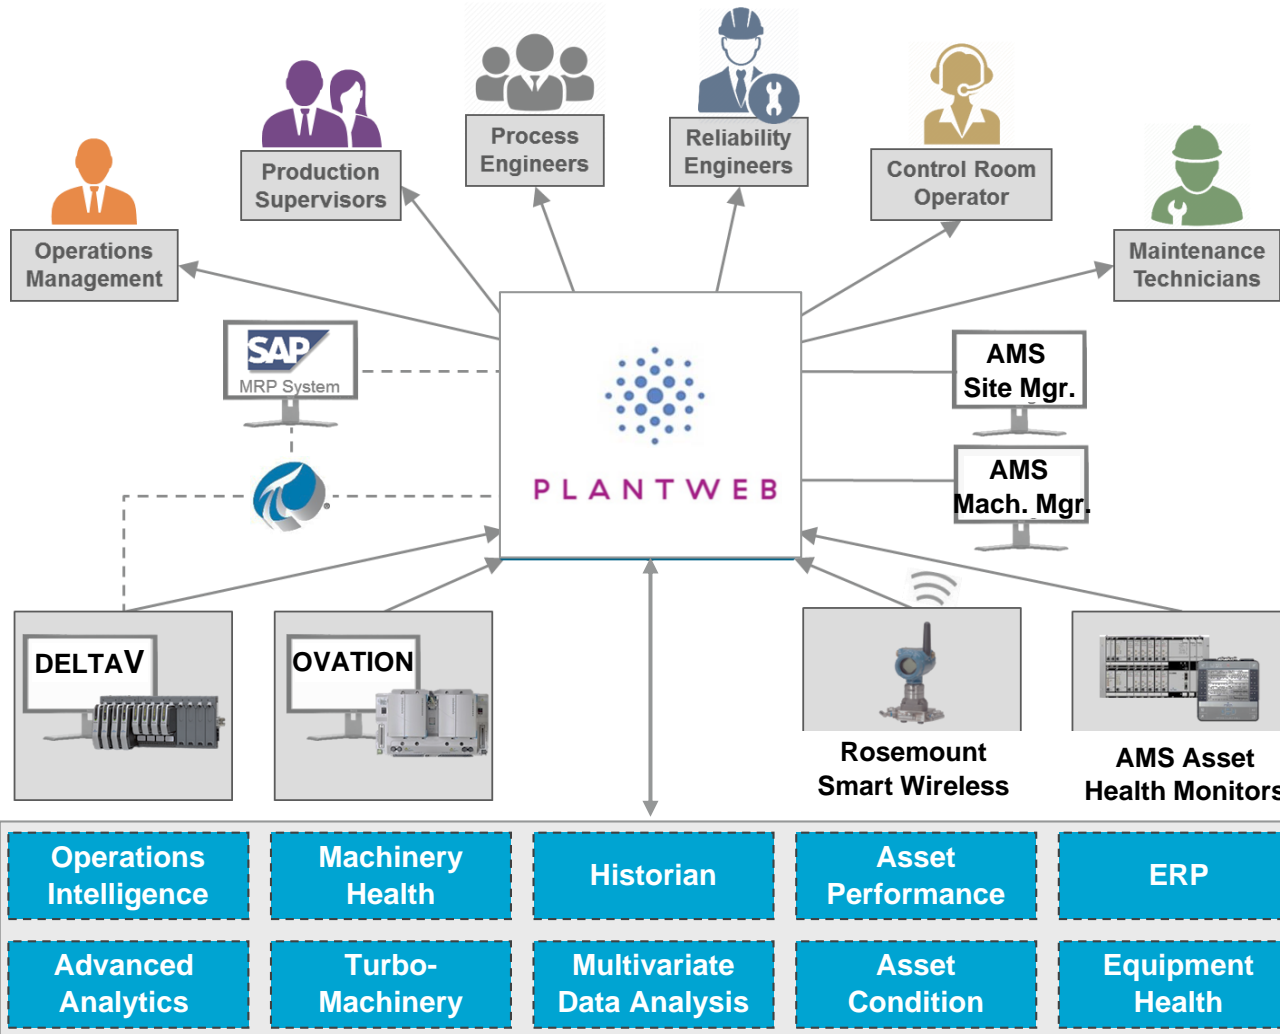 Process
Engineers
Reliability
Engineers
Production
Supervisors
Control Room
Operator
Operations
Management
Maintenance
Technicians
SAP
MRP System
AMS
Site Mgr.
PLANTWEB
AMS
Mach. Mgr.
®
DELTAV
OVATION
Rosemount
Smart Wireless
AMS Asset
Health Monitors
Operations
Intelligence
Machinery
Health
Historian
Asset
Performance
ERP
Advanced
Analytics
Turbo-
Machinery
Multivariate
Data Analysis
Asset
Condition
Equipment
Health